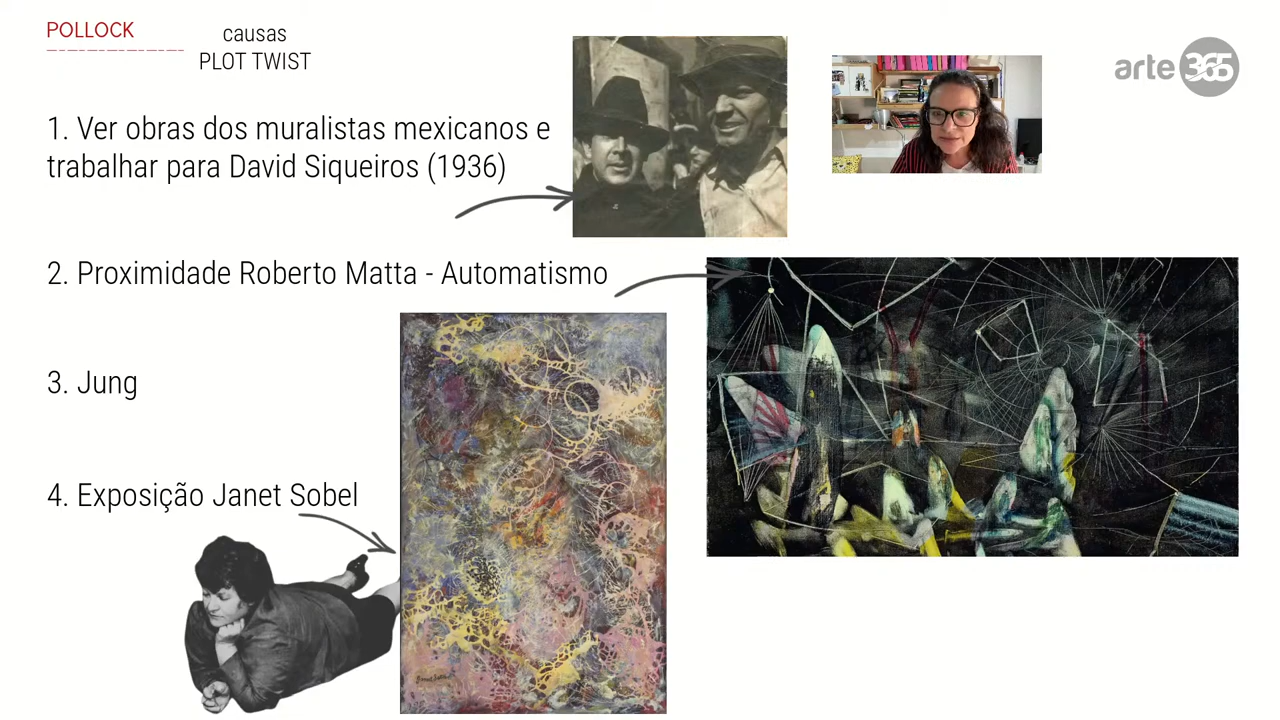 POLLOCK
causas
PLOT TWIST
arte 365
1. Ver obras dos muralistas mexicanos e
trabalhar para David Siqueiros (1936)
2. Proximidade Roberto Matta - Automatismo
3. Jung
4. Exposição Janet Sobel